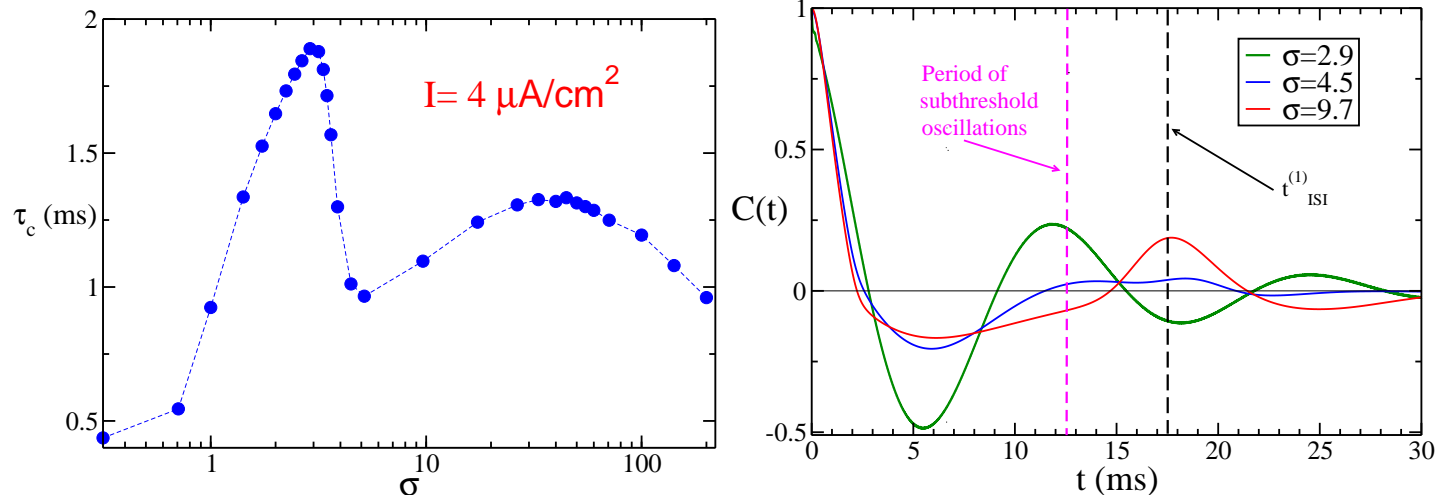 2
1.5
1
0.5
τc (ms)
I= 4 μA/cm²
1
10
100
σ
1
0.5
0
-0.5
C(t)
Period of
subthreshold
oscillations
σ=2.9
σ=4.5
σ=9.7
t⁽¹⁾ISI
0
5
10
15
20
25
30
t (ms)